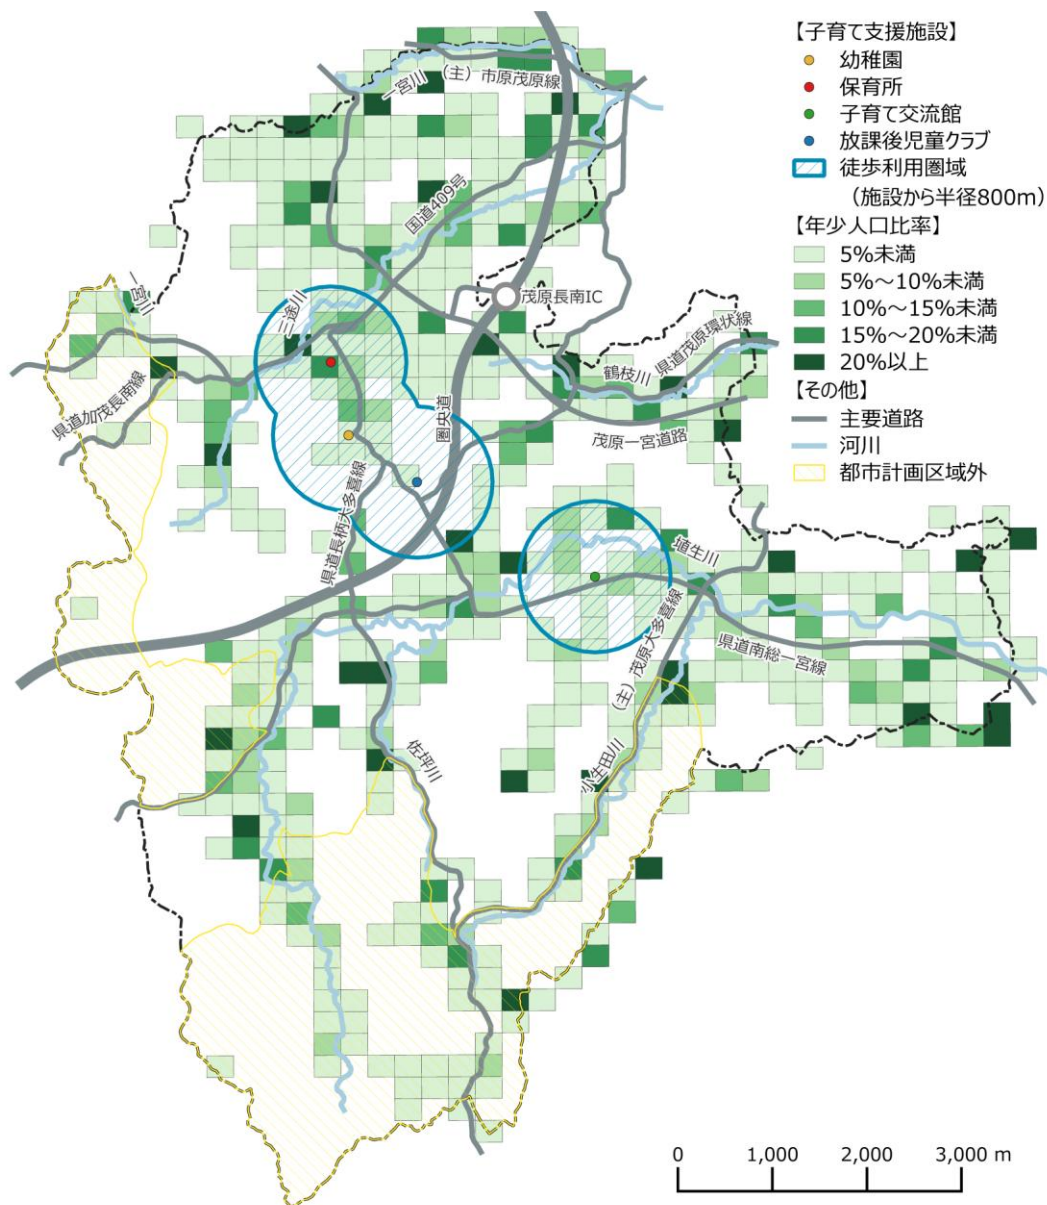 【子育て支援施設】
幼稚園
保育所
子育て交流館
放課後児童クラブ
徒歩利用圏域
(施設から半径800m)
【年少人口比率】
5%未満
5%~10%未満
10%~15%未満
15%~20%未満
20%以上
【その他】
主要道路
河川
都市計画区域外
一宮川
(主)市原茂原線
国道409号
一宮川
三途川
茂原長南IC
県道茂原環状線
鶴枝川
県道加茂長南線
圏央道
茂原一宮道路
県道長柄大多喜線
埴生川
(主)茂原大多喜線
県道南総一宮線
佐坪川
小生田川
0 1,000 2,000 3,000 m